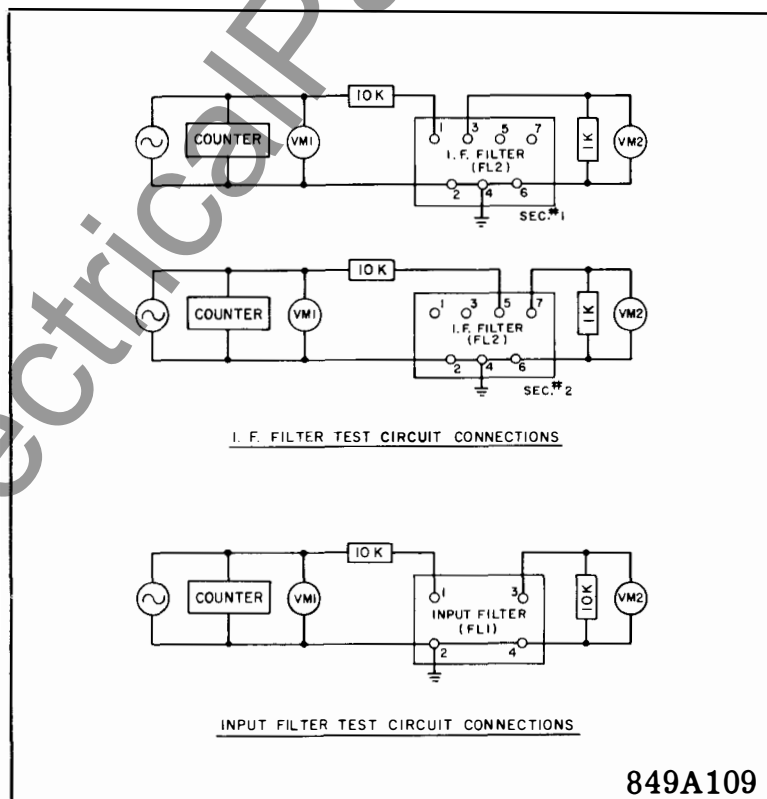 ectricalPa
10K
COUNTER
VM1
1 3 5 7
I. F. FILTER
(FL2)
2 4 6
SEC.#1
1K
VM2
10K
COUNTER
VM1
1 3 5 7
I.F. FILTER
(FL2)
2 4 6
SEC.#2
1K
VM2
I. F. FILTER TEST CIRCUIT CONNECTIONS
10K
COUNTER
VM1
1 3
INPUT FILTER
(FL1)
2 4
10K
VM2
INPUT FILTER TEST CIRCUIT CONNECTIONS
849A109